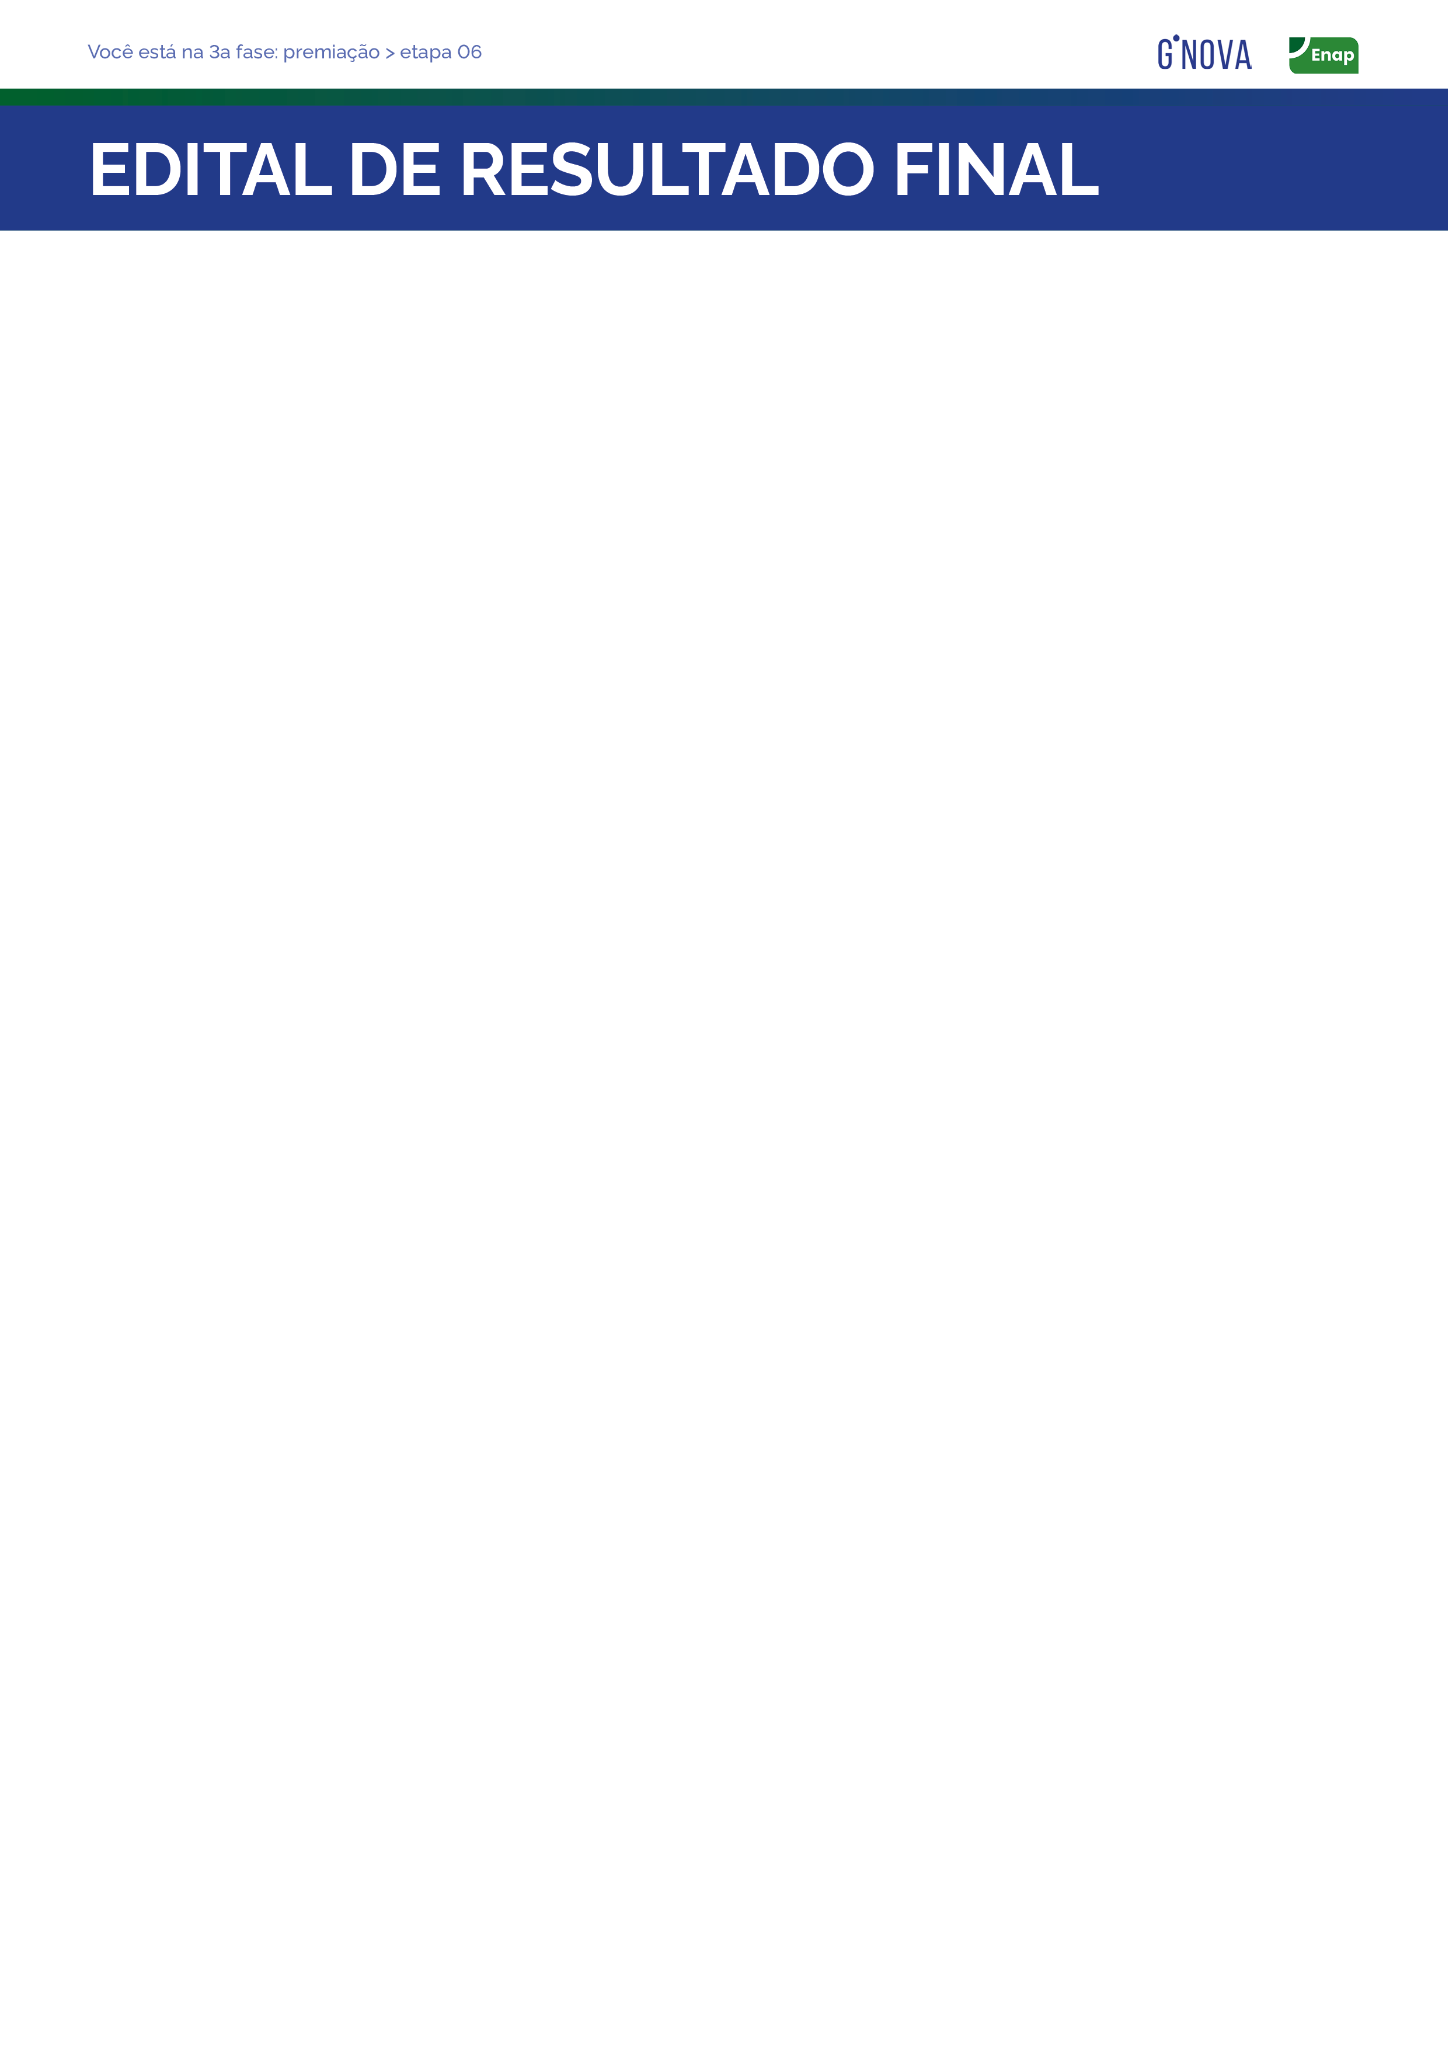 Você está na 3a fase: premiação > etapa 06
G•NOVA
Enap
EDITAL DE RESULTADO FINAL